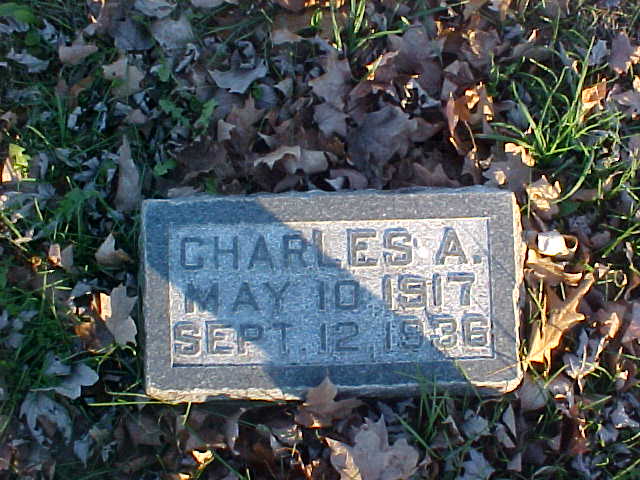 CHARLES A.
MAY 10, 1917
SEPT. 12, 1936